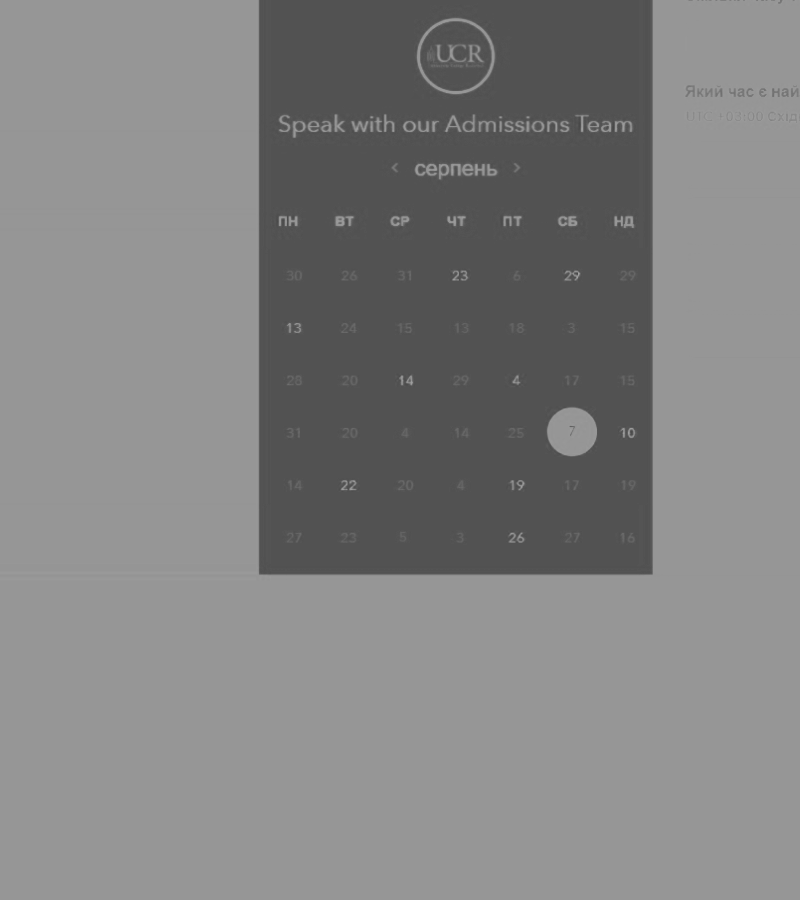 UCR
Speak with our Admissions Team
< серпень >
ПН ВТ СР ЧТ ПТ СБ НД
30 26 31 23 6 29 29
13 24 15 13 18 3 15
28 20 14 29 4 17 15
31 20 4 14 25 7 10
14 22 20 4 19 17 19
27 23 5 3 26 27 16
Який час є най
UTC +03:00 Схід